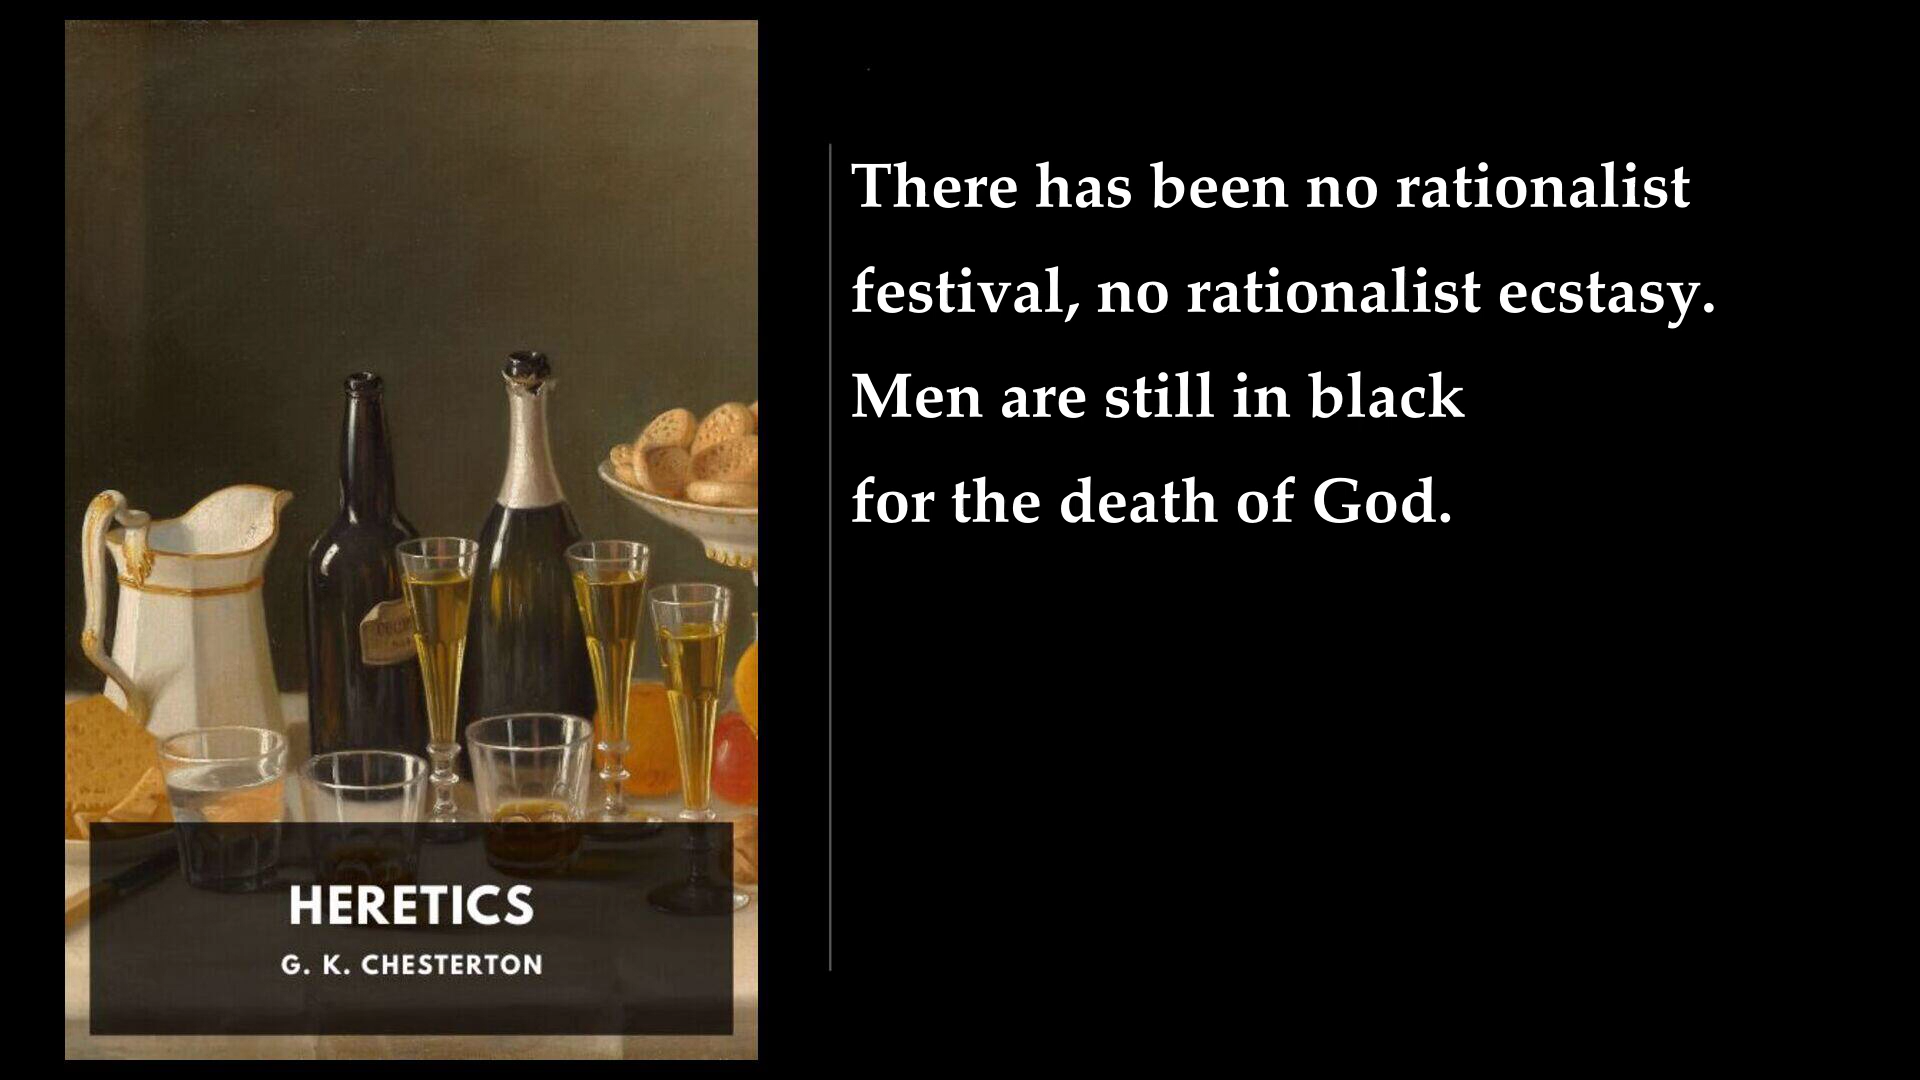 There has been no rationalist
festival, no rationalist ecstasy.
Men are still in black
for the death of God.
HERETICS
G. K. CHESTERTON